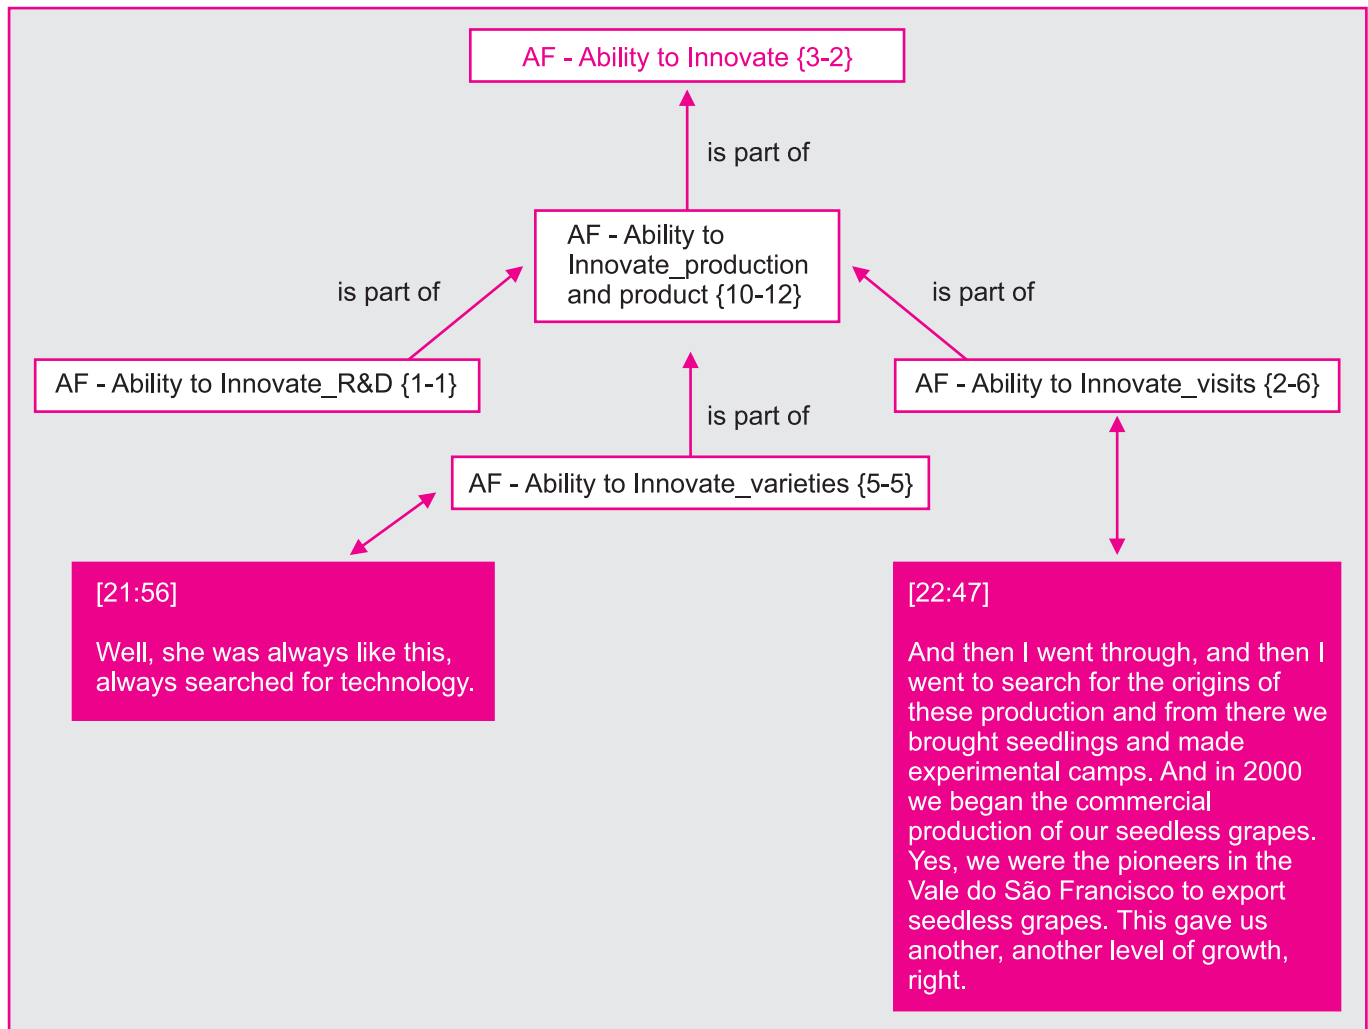 AF - Ability to Innovate {3-2}
is part of
AF - Ability to
Innovate_production
and product {10-12}
is part of
is part of
AF - Ability to Innovate_R&D {1-1}
AF - Ability to Innovate_visits {2-6}
is part of
AF - Ability to Innovate_varieties {5-5}
[21:56]
Well, she was always like this,
always searched for technology.
[22:47]
And then I went through, and then I
went to search for the origins of
these production and from there we
brought seedlings and made
experimental camps. And in 2000
we began the commercial
production of our seedless grapes.
Yes, we were the pioneers in the
Vale do São Francisco to export
seedless grapes. This gave us
another, another level of growth,
right.